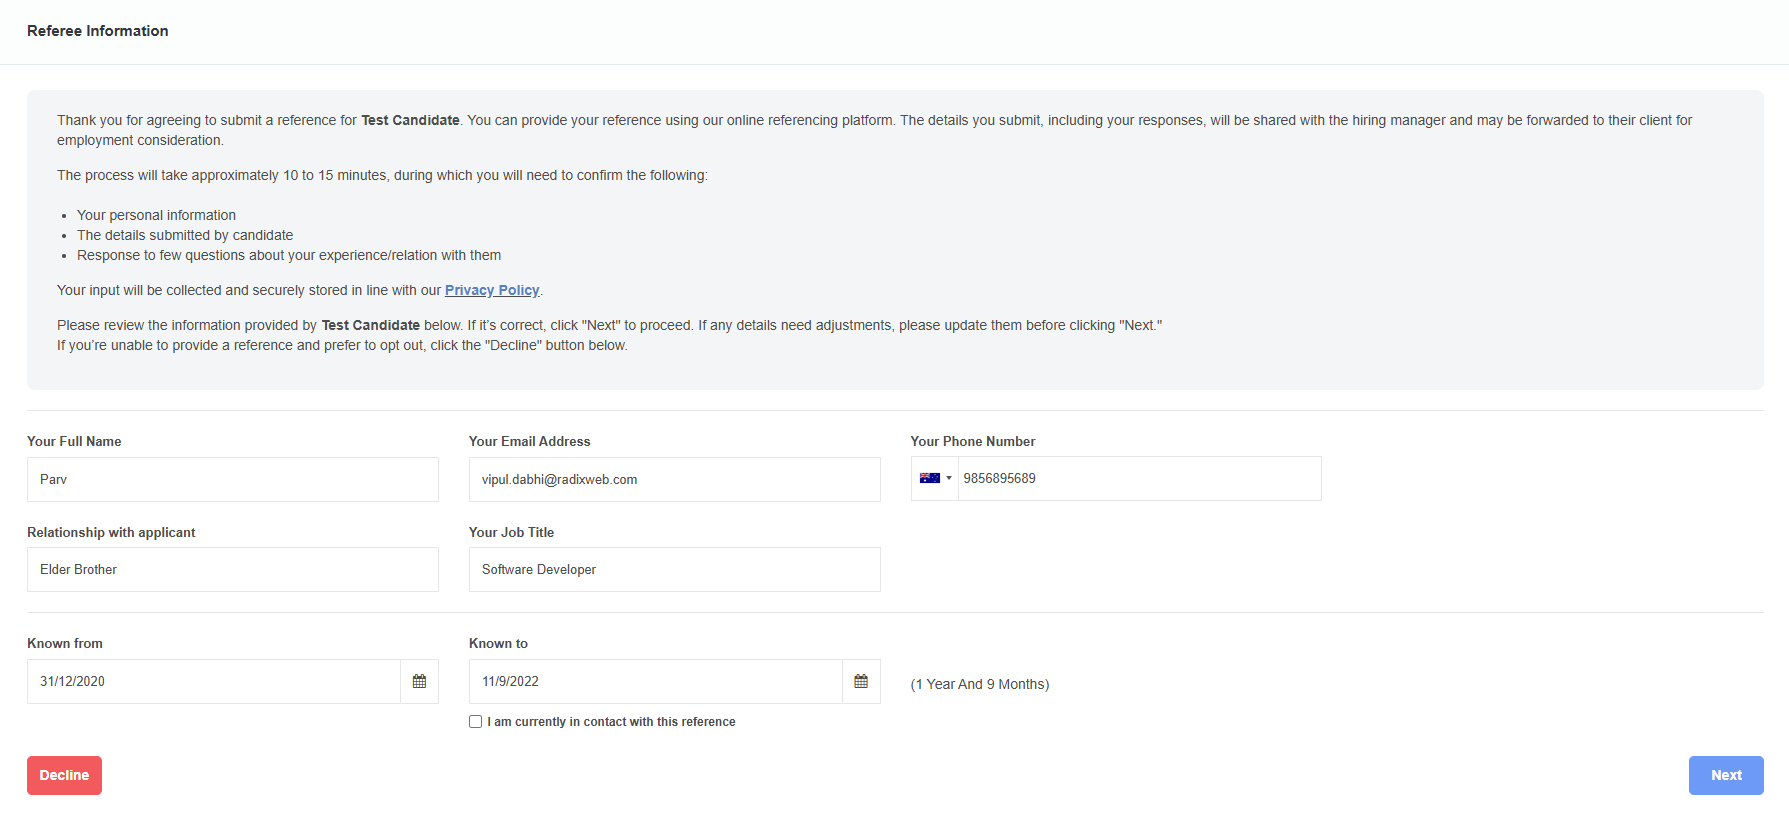 Referee Information
Thank you for agreeing to submit a reference for Test Candidate. You can provide your reference using our online referencing platform. The details you submit, including your responses, will be shared with the hiring manager and may be forwarded to their client for
employment consideration.
The process will take approximately 10 to 15 minutes, during which you will need to confirm the following:
• Your personal information
• The details submitted by candidate
• Response to few questions about your experience/relation with them
Your input will be collected and securely stored in line with our Privacy Policy.
Please review the information provided by Test Candidate below. If it's correct, click "Next" to proceed. If any details need adjustments, please update them before clicking "Next."
If you're unable to provide a reference and prefer to opt out, click the "Decline" button below.
Your Full Name
Parv
Your Email Address
vipul.dabhi@radixweb.com
Your Phone Number
9856895689
Relationship with applicant
Elder Brother
Your Job Title
Software Developer
Known from
31/12/2020
Known to
11/9/2022
(1 Year And 9 Months)
I am currently in contact with this reference
Decline
Next